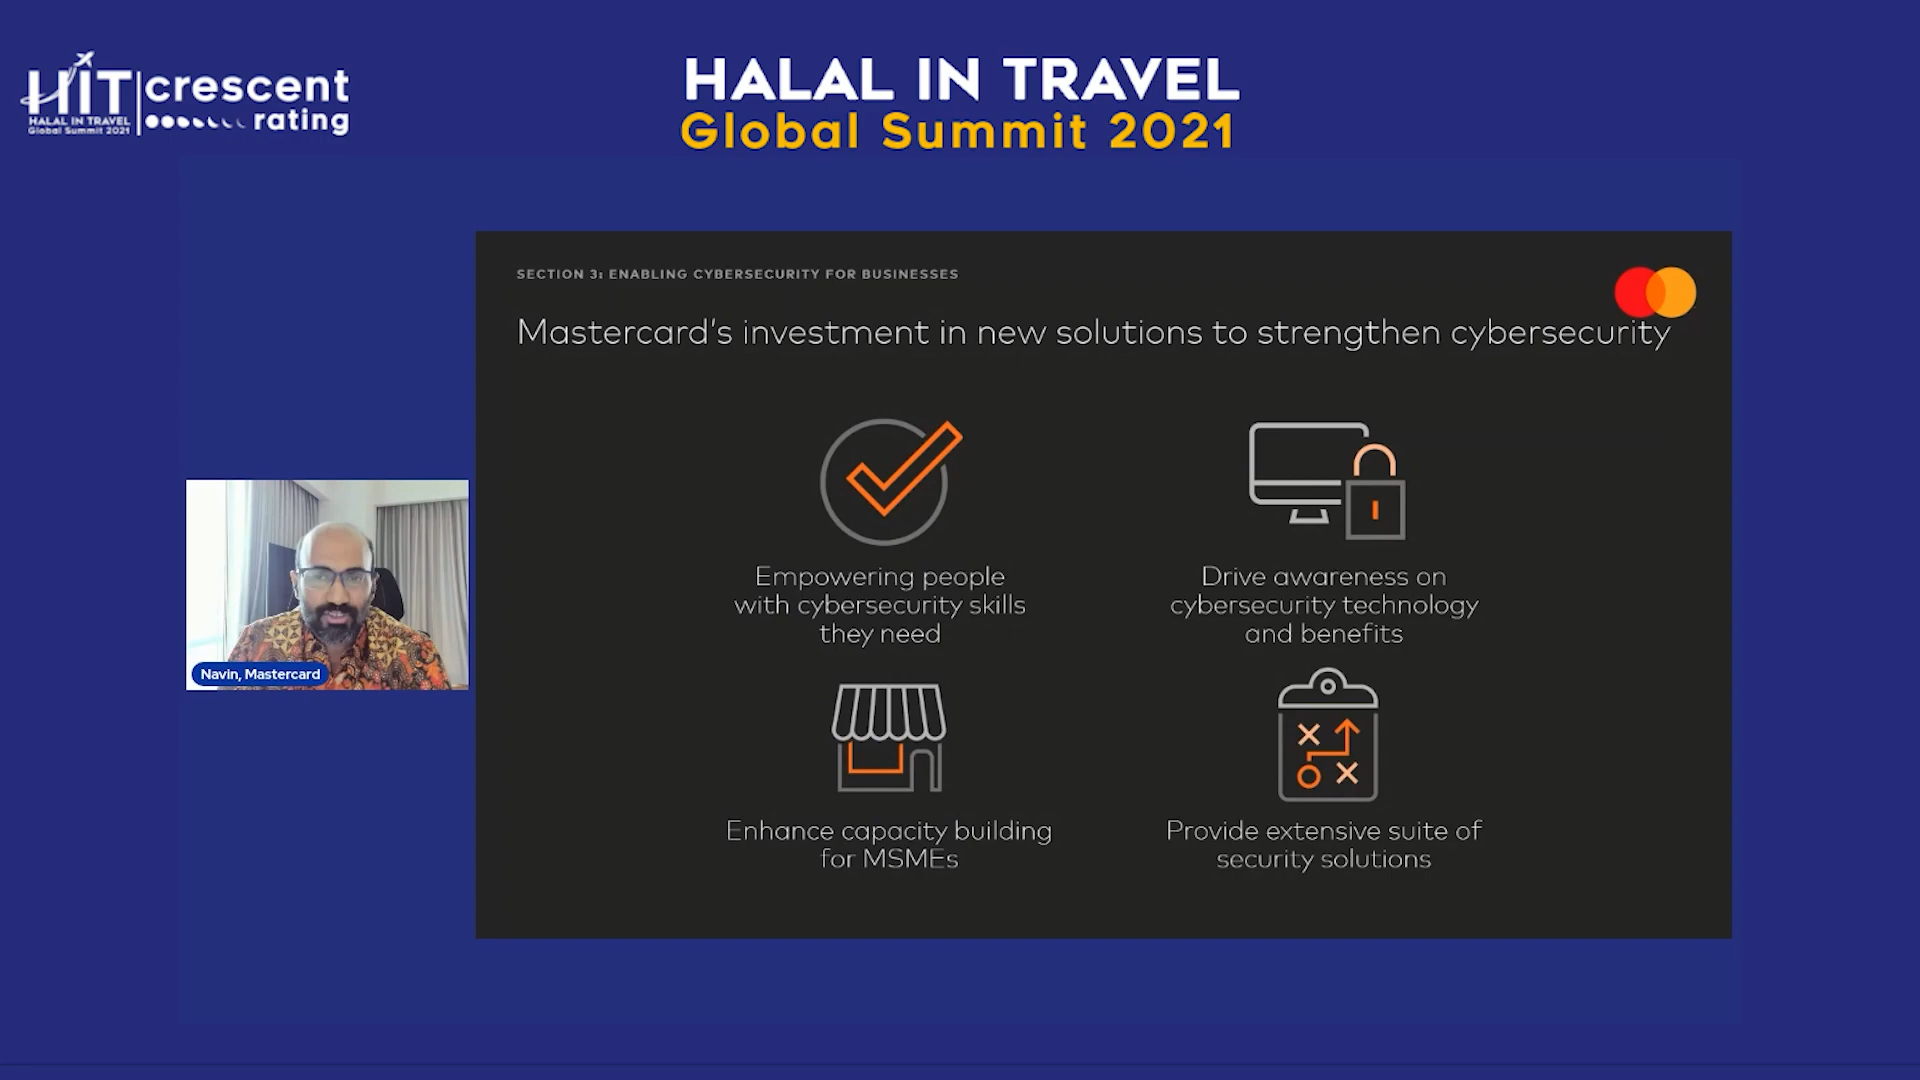 HiT
HALAL IN TRAVEL
Global Summit 2021
crescent
rating
HALAL IN TRAVEL
Global Summit 2021
SECTION 3: ENABLING CYBERSECURITY FOR BUSINESSES
Mastercard's investment in new solutions to strengthen cybersecurity
Empowering people
with cybersecurity skills
they need
Drive awareness on
cybersecurity technology
and benefits
Navin, Mastercard
Enhance capacity building
for MSMEs
Provide extensive suite of
security solutions